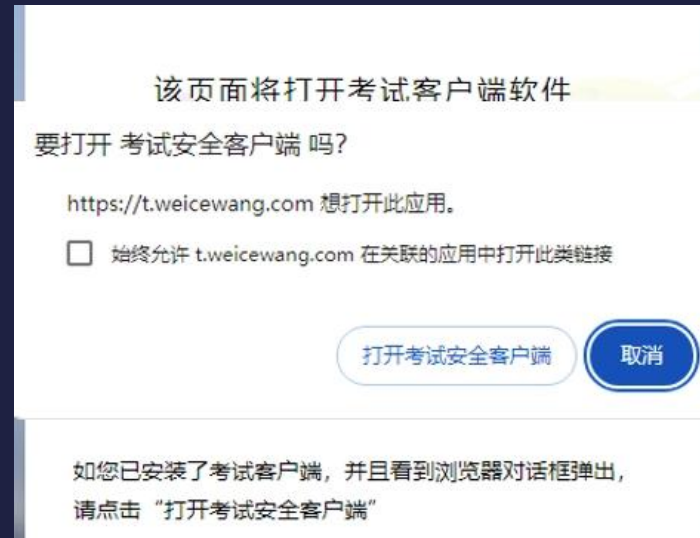 该页面将打开考试客户端软件
要打开 考试安全客户端 吗?
https://t.weicewang.com 想打开此应用。
始终允许 t.weicewang.com 在关联的应用中打开此类链接
打开考试安全客户端
取消
如您已安装了考试客户端，并且看到浏览器对话框弹出，
请点击“打开考试安全客户端”